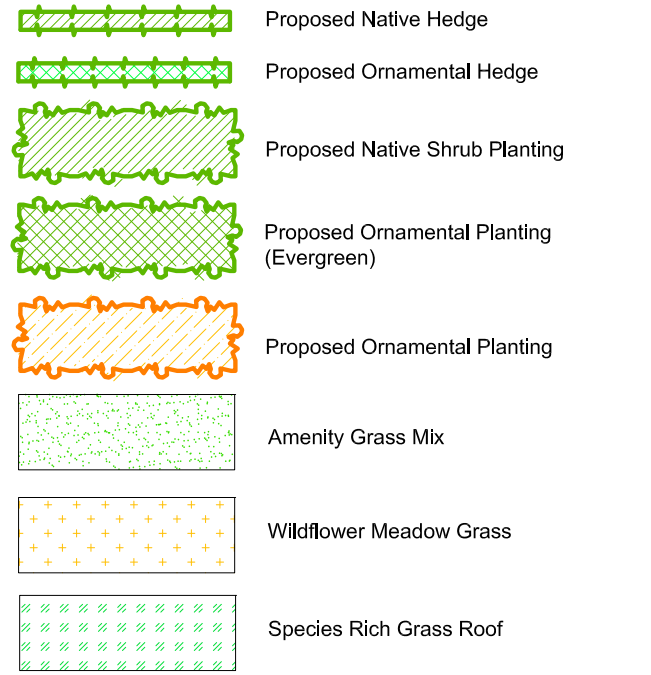 Proposed Native Hedge
Proposed Ornamental Hedge
Proposed Native Shrub Planting
Proposed Ornamental Planting
(Evergreen)
Proposed Ornamental Planting
Amenity Grass Mix
Wildflower Meadow Grass
Species Rich Grass Roof